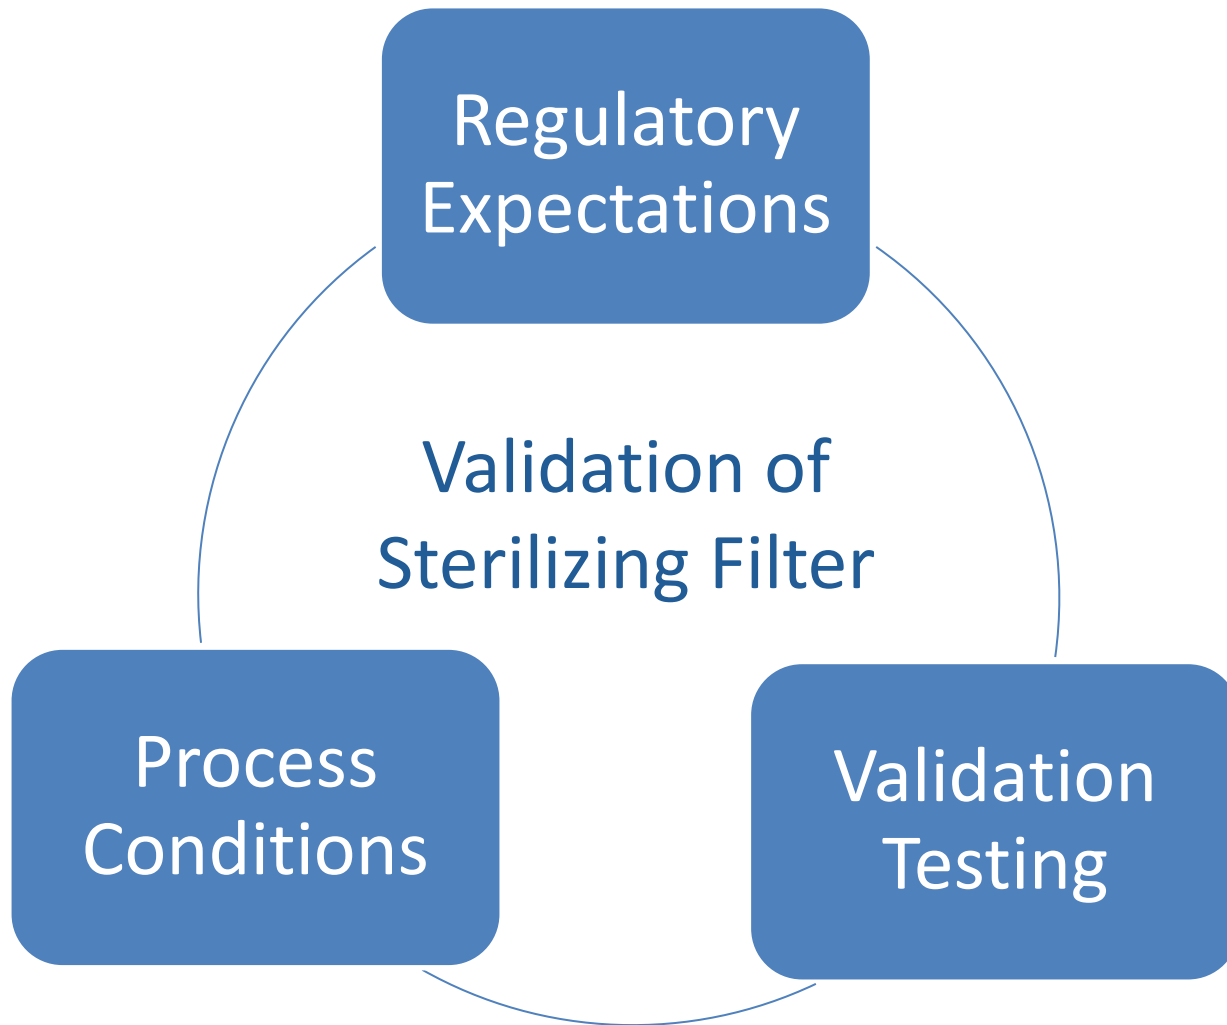 Regulatory
Expectations
Validation of
Sterilizing Filter
Process
Conditions
Validation
Testing